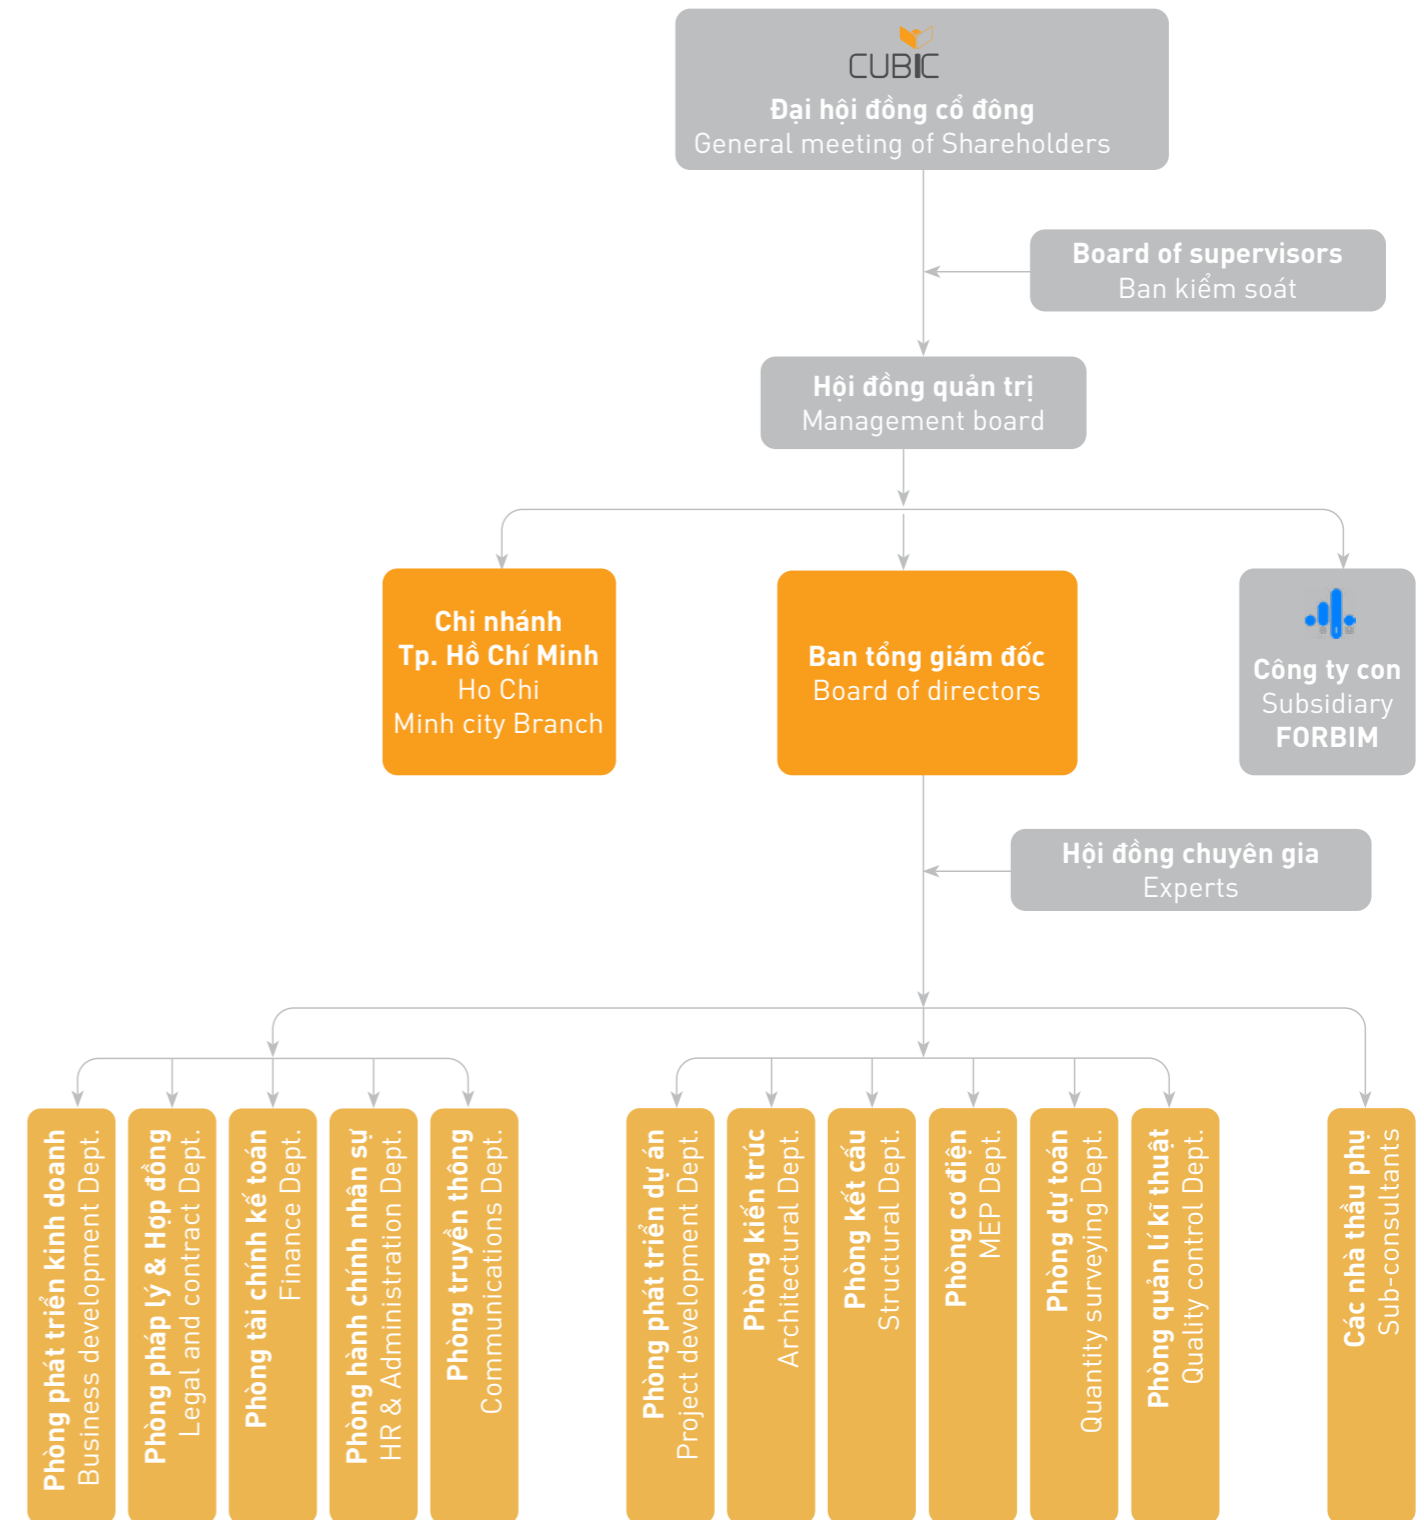 CUBIC
Đại hội đồng cổ đông
General meeting of Shareholders
Board of supervisors
Ban kiểm soát
Hội đồng quản trị
Management board
Chi nhánh
Tp. Hồ Chí Minh
Ho Chi
Minh city Branch
Ban tổng giám đốc
Board of directors
Công ty con
Subsidiary
FORBIM
Hội đồng chuyên gia
Experts
Phòng phát triển kinh doanh
Business development Dept.
Phòng pháp lý & Hợp đồng
Legal and contract Dept.
Phòng tài chính kế toán
Finance Dept.
Phòng hành chính nhân sự
HR & Administration Dept.
Phòng truyền thông
Communications Dept.
Phòng phát triển dự án
Project development Dept.
Phòng kiến trúc
Architectural Dept.
Phòng kết cấu
Structural Dept.
Phòng cơ điện
MEP Dept.
Phòng dự toán
Quantity surveying Dept.
Phòng quản lí kĩ thuật
Quality control Dept.
Các nhà thầu phụ
Sub-consultants